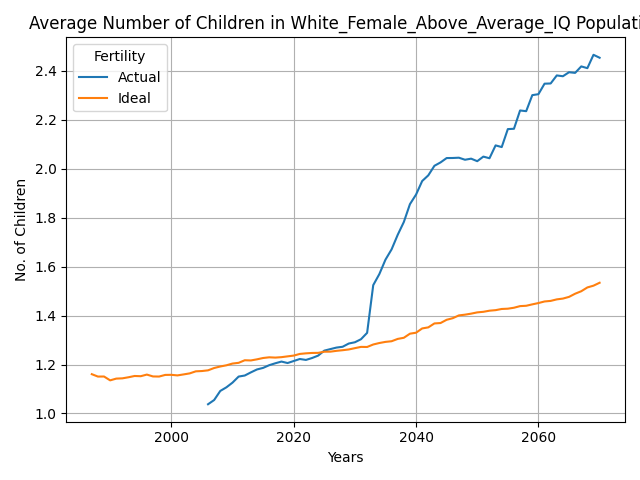 Average Number of Children in White_Female_Above_Average_IQ Populati
Fertility
Actual
Ideal
2.4
2.2
2.0
1.8
1.6
1.4
1.2
1.0
No. of Children
2000
2020
2040
2060
Years